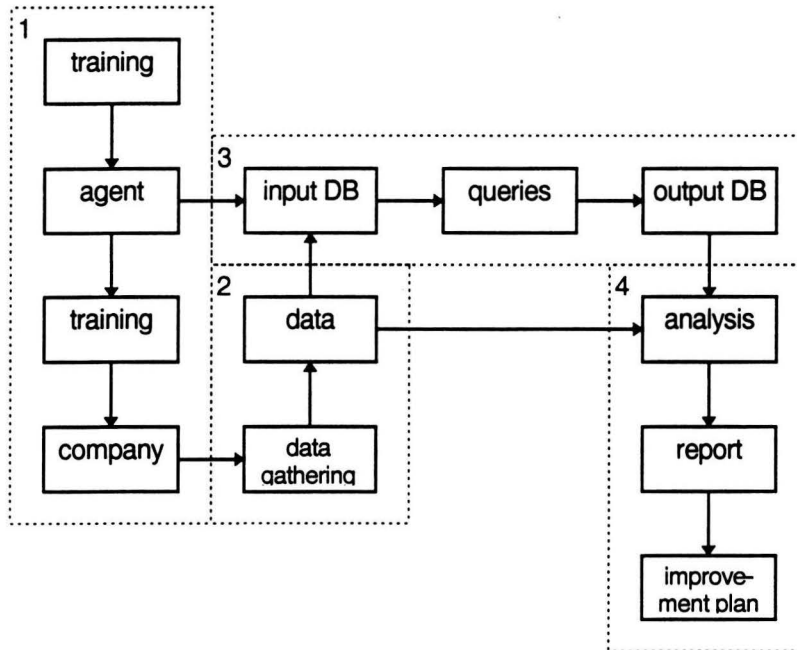 1
training
agent
training
company
3
input DB
queries
output DB
2
data
data
gathering
4
analysis
report
improve-
ment plan